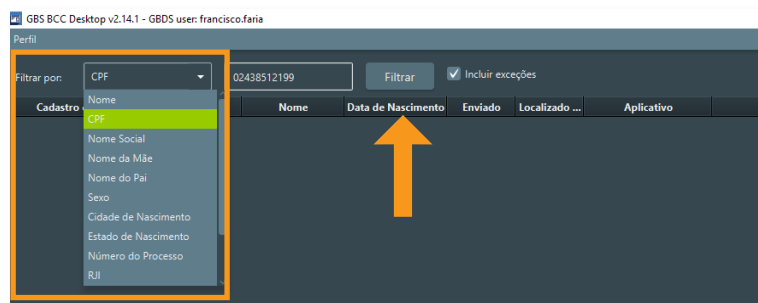 GBS BCC Desktop v2.14.1 - GBDS user: francisco.faria
Perfil
Filtrar por: CPF 02438512199 Filtrar Incluir exceções
Cadastro Nome Data de Nascimento Enviado Localizado ... Aplicativo
Nome
CPF
Nome Social
Nome da Mãe
Nome do Pai
Sexo
Cidade de Nascimento
Estado de Nascimento
Número do Processo
RJI